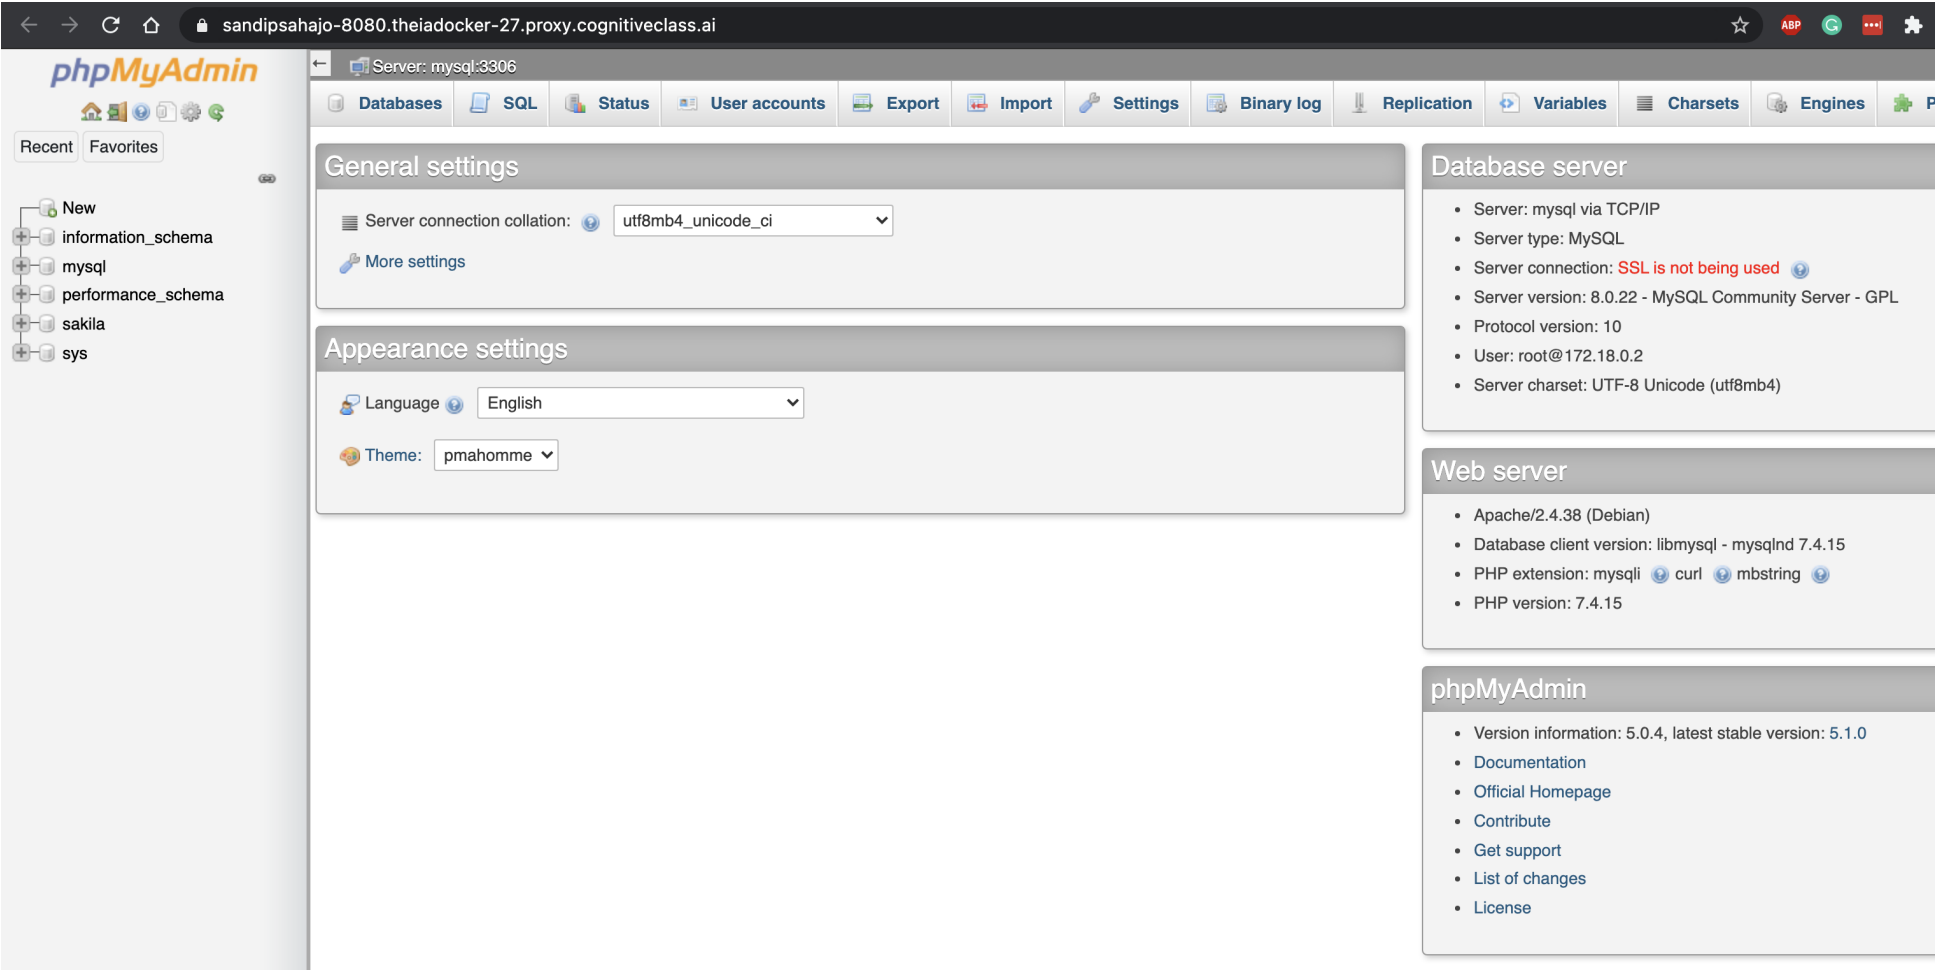 sandipsahajo-8080.theiadocker-27.proxy.cognitiveclass.ai
ABP
phpMyAdmin
Recent Favorites
New
information_schema
mysql
performance_schema
sakila
sys
Server: mysql:3306
Databases SQL Status User accounts Export Import Settings Binary log Replication Variables Charsets Engines P
General settings
Server connection collation: utf8mb4_unicode_ci
More settings
Appearance settings
Language English
Theme: pmahomme
Database server
• Server: mysql via TCP/IP
• Server type: MySQL
• Server connection: SSL is not being used
• Server version: 8.0.22 - MySQL Community Server - GPL
• Protocol version: 10
• User: root@172.18.0.2
• Server charset: UTF-8 Unicode (utf8mb4)
Web server
• Apache/2.4.38 (Debian)
• Database client version: libmysql - mysqlnd 7.4.15
• PHP extension: mysqli curl mbstring
• PHP version: 7.4.15
phpMyAdmin
• Version information: 5.0.4, latest stable version: 5.1.0
• Documentation
• Official Homepage
• Contribute
• Get support
• List of changes
• License